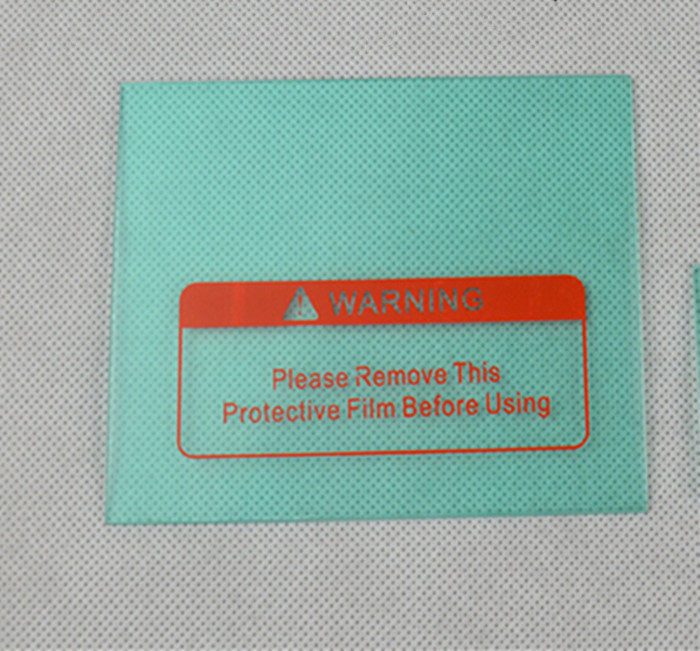 WARNING
Please Remove This
Protective Film Before Using